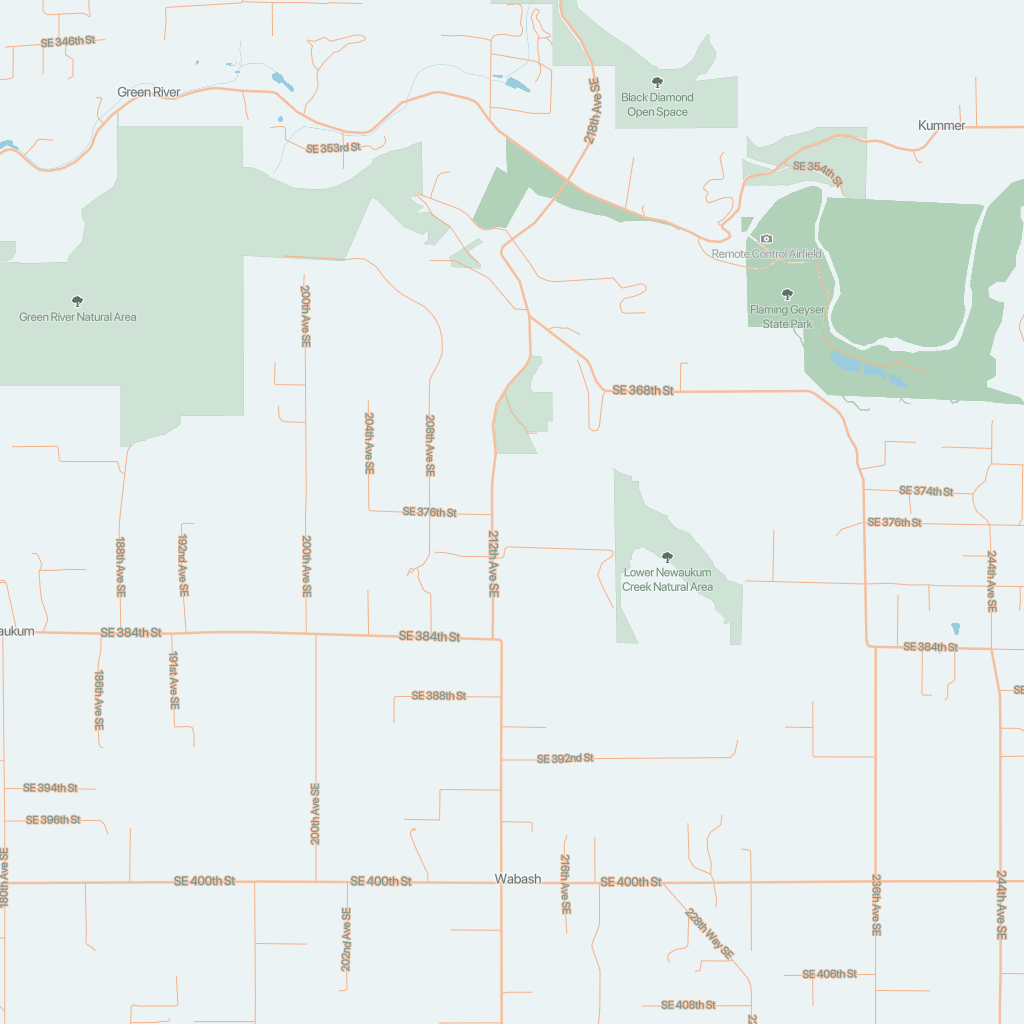 SE 346th St
Green River
218th Ave SE
Black Diamond
Open Space
Kummer
SE 353rd St
SE 354th St
Remote Control Airfield
Green River Natural Area
200th Ave SE
Flaming Geyser
State Park
SE 368th St
204th Ave SE
208th Ave SE
SE 374th St
SE 376th St
SE 376th St
188th Ave SE
192nd Ave SE
200th Ave SE
212th Ave SE
Lower Newaukum
Creek Natural Area
244th Ave SE
aukum
SE 384th St
SE 384th St
SE 384th St
186th Ave SE
191st Ave SE
SE 388th St
SE
SE 392nd St
SE 394th St
200th Ave SE
SE 396th St
180th Ave SE
SE 400th St
SE 400th St
Wabash
216th Ave SE
SE 400th St
236th Ave SE
244th Ave SE
202nd Ave SE
228th Way SE
SE 406th St
SE 408th St